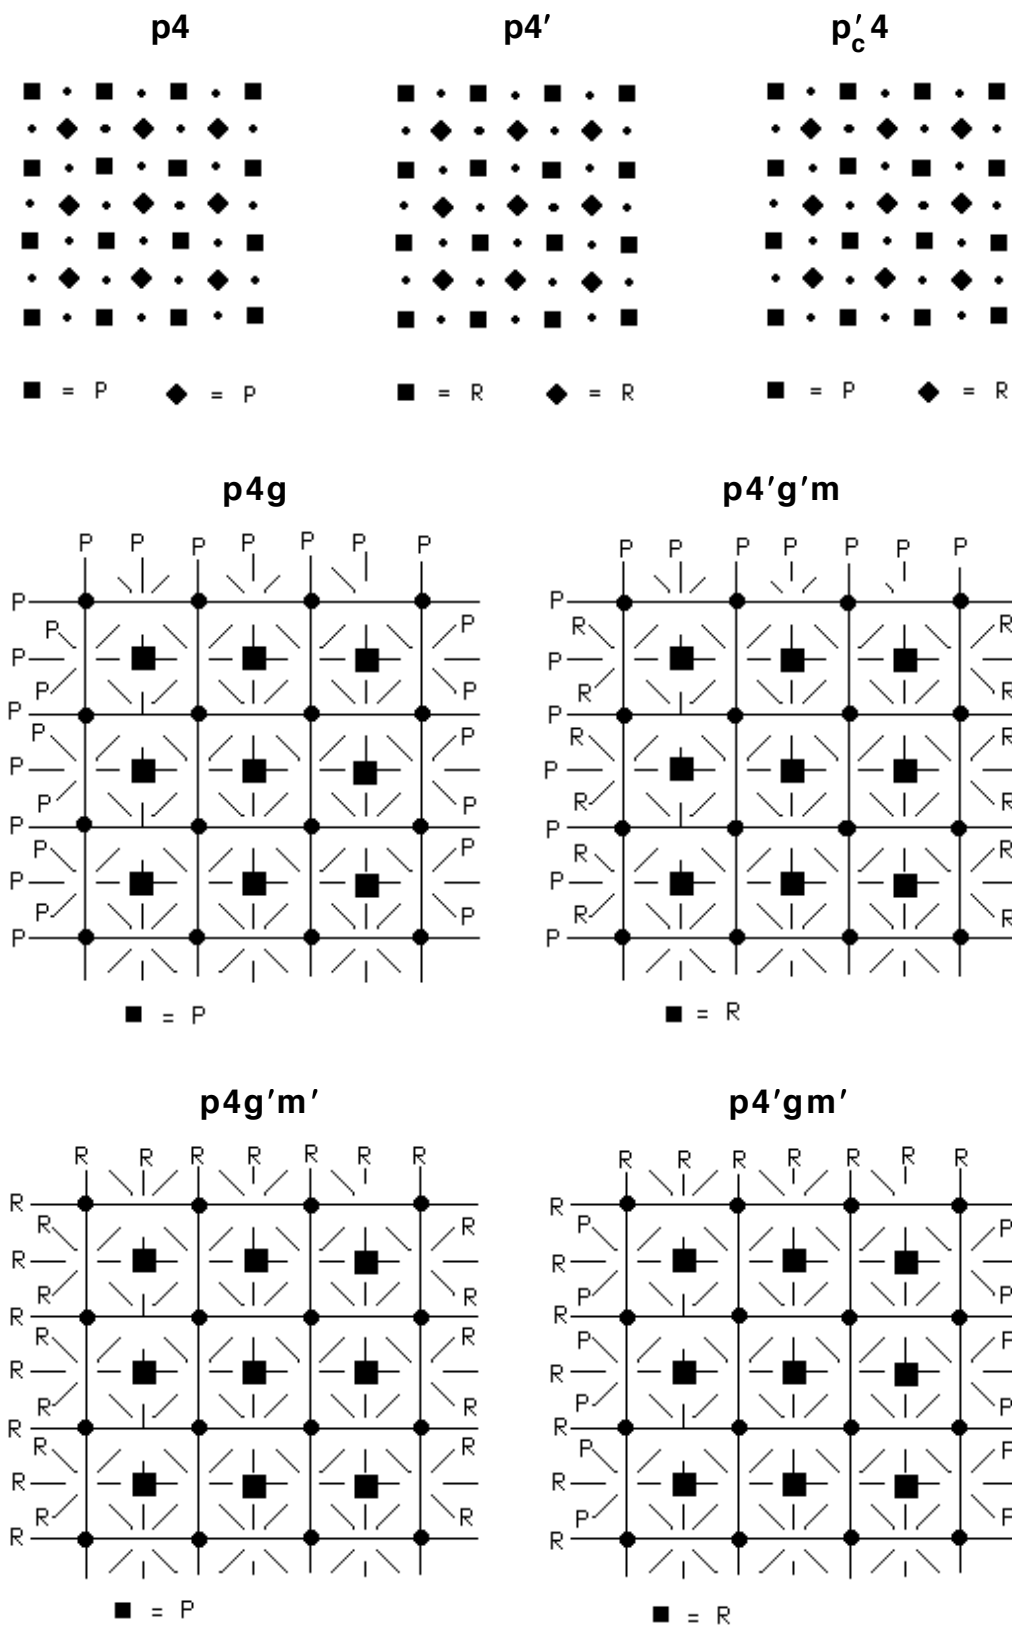 p4 p4′ p′c4
■ = P ◆ = P ■ = R ◆ = R ■ = P ◆ = R
p4g p4′g′m
P P P P P P P P P P P P P P
P P
P P R R
P P
P P R R
P P
P P R R
P P
P P R R
P P
P P R R
P P
P P R R
P P
P P R R
P P
■ = P ■ = R
p4g′m′ p4′gm′
R R R R R R R R R R R R R R
R R
R R P P
R R
R R P P
R R
R R P
R R
R R P P
R R
R R P
R R
R R P
R R
■ = P ■ = R